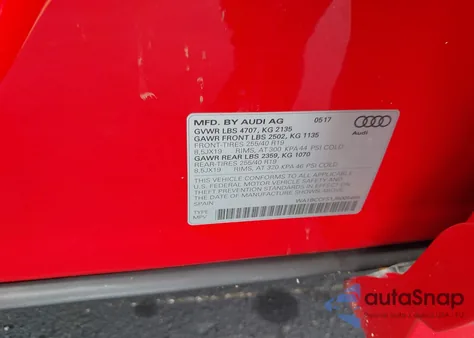 MFD. BY AUDI AG 05 17
GVWR LBS 4707, KG 2135
GAWR FRONT LBS 2502, KG 1135
FRONT-TIRES 255/40 R19
8,5JX19 RIMS, AT 300 KPA 44 PSI COLD
GAWR REAR LBS 2359, KG 1070
REAR-TIRES 255/40 R19
8,5JX19 RIMS, AT 320 KPA 46 PSI COLD
THIS VEHICLE CONFORMS TO ALL APPLICABLE
U.S. FEDERAL MOTOR VEHICLE SAFETY AND
THEFT PREVENTION STANDARDS IN EFFECT ON
THE DATE OF MANUFACTURE SHOWN ABOVE.
TYPE:
MPV
Audi
autaSnap